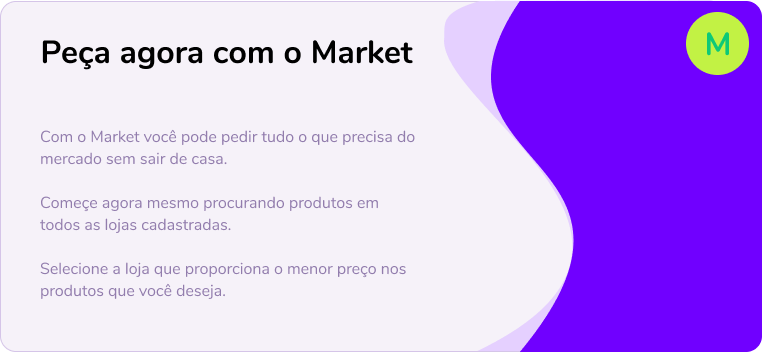 Peça agora com o Market
M
Com o Market você pode pedir tudo o que precisa do
mercado sem sair de casa.
Começe agora mesmo procurando produtos em
todos as lojas cadastradas.
Selecione a loja que proporciona o menor preço nos
produtos que você deseja.